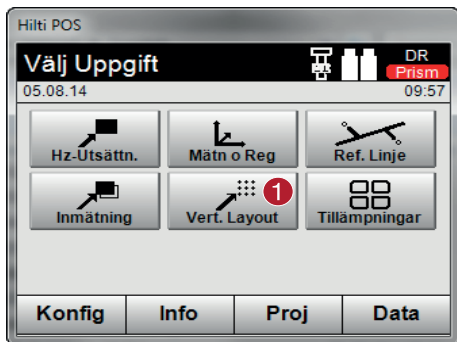 Hilti POS
Välj Uppgift DR
Prism
05.08.14 09:57
Hz-Utsättn. Mätn o Reg Ref. Linje
1
Inmätning Vert. Layout Tillämpningar
Konfig Info Proj Data